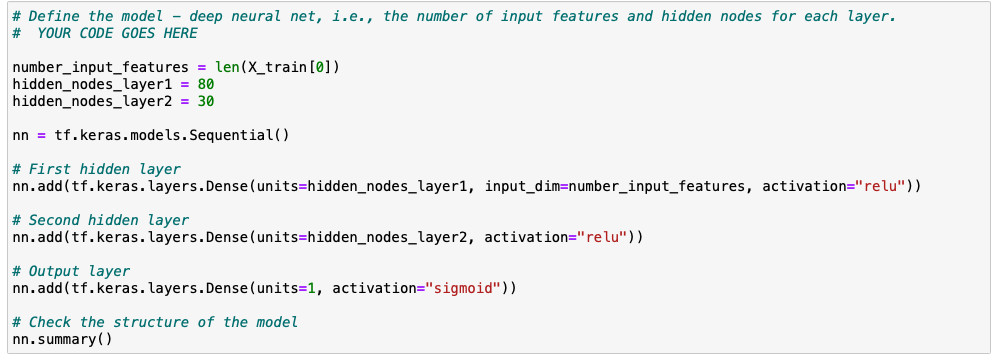 # Define the model – deep neural net, i.e., the number of input features and hidden nodes for each layer.
#  YOUR CODE GOES HERE
number_input_features = len(X_train[0])
hidden_nodes_layer1 = 80
hidden_nodes_layer2 = 30
nn = tf.keras.models.Sequential()
# First hidden layer
nn.add(tf.keras.layers.Dense(units=hidden_nodes_layer1, input_dim=number_input_features, activation="relu"))
# Second hidden layer
nn.add(tf.keras.layers.Dense(units=hidden_nodes_layer2, activation="relu"))
# Output layer
nn.add(tf.keras.layers.Dense(units=1, activation="sigmoid"))
# Check the structure of the model
nn.summary()